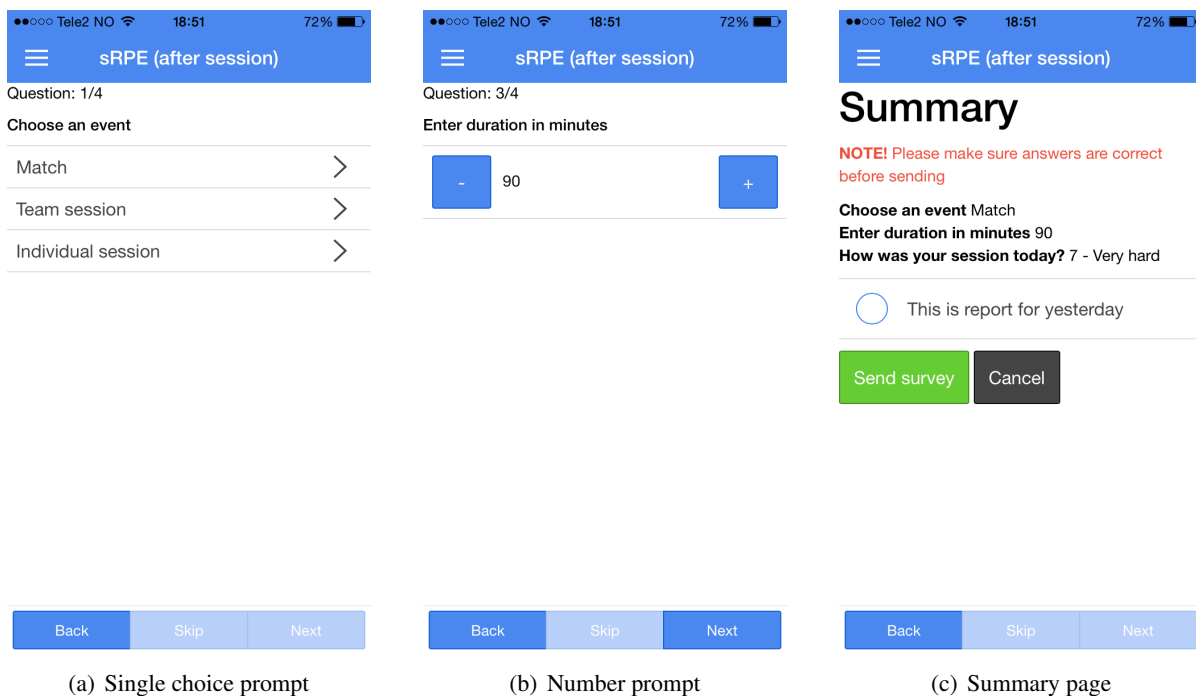 Tele2 NO 18:51 72%
sRPE (after session)
Question: 1/4
Choose an event
Match
Team session
Individual session
Back Skip Next
(a) Single choice prompt
Tele2 NO 18:51 72%
sRPE (after session)
Question: 3/4
Enter duration in minutes
- 90 +
Back Skip Next
(b) Number prompt
Tele2 NO 18:51 72%
sRPE (after session)
Summary
NOTE! Please make sure answers are correct
before sending
Choose an event Match
Enter duration in minutes 90
How was your session today? 7 - Very hard
This is report for yesterday
Send survey Cancel
Back Skip Next
(c) Summary page